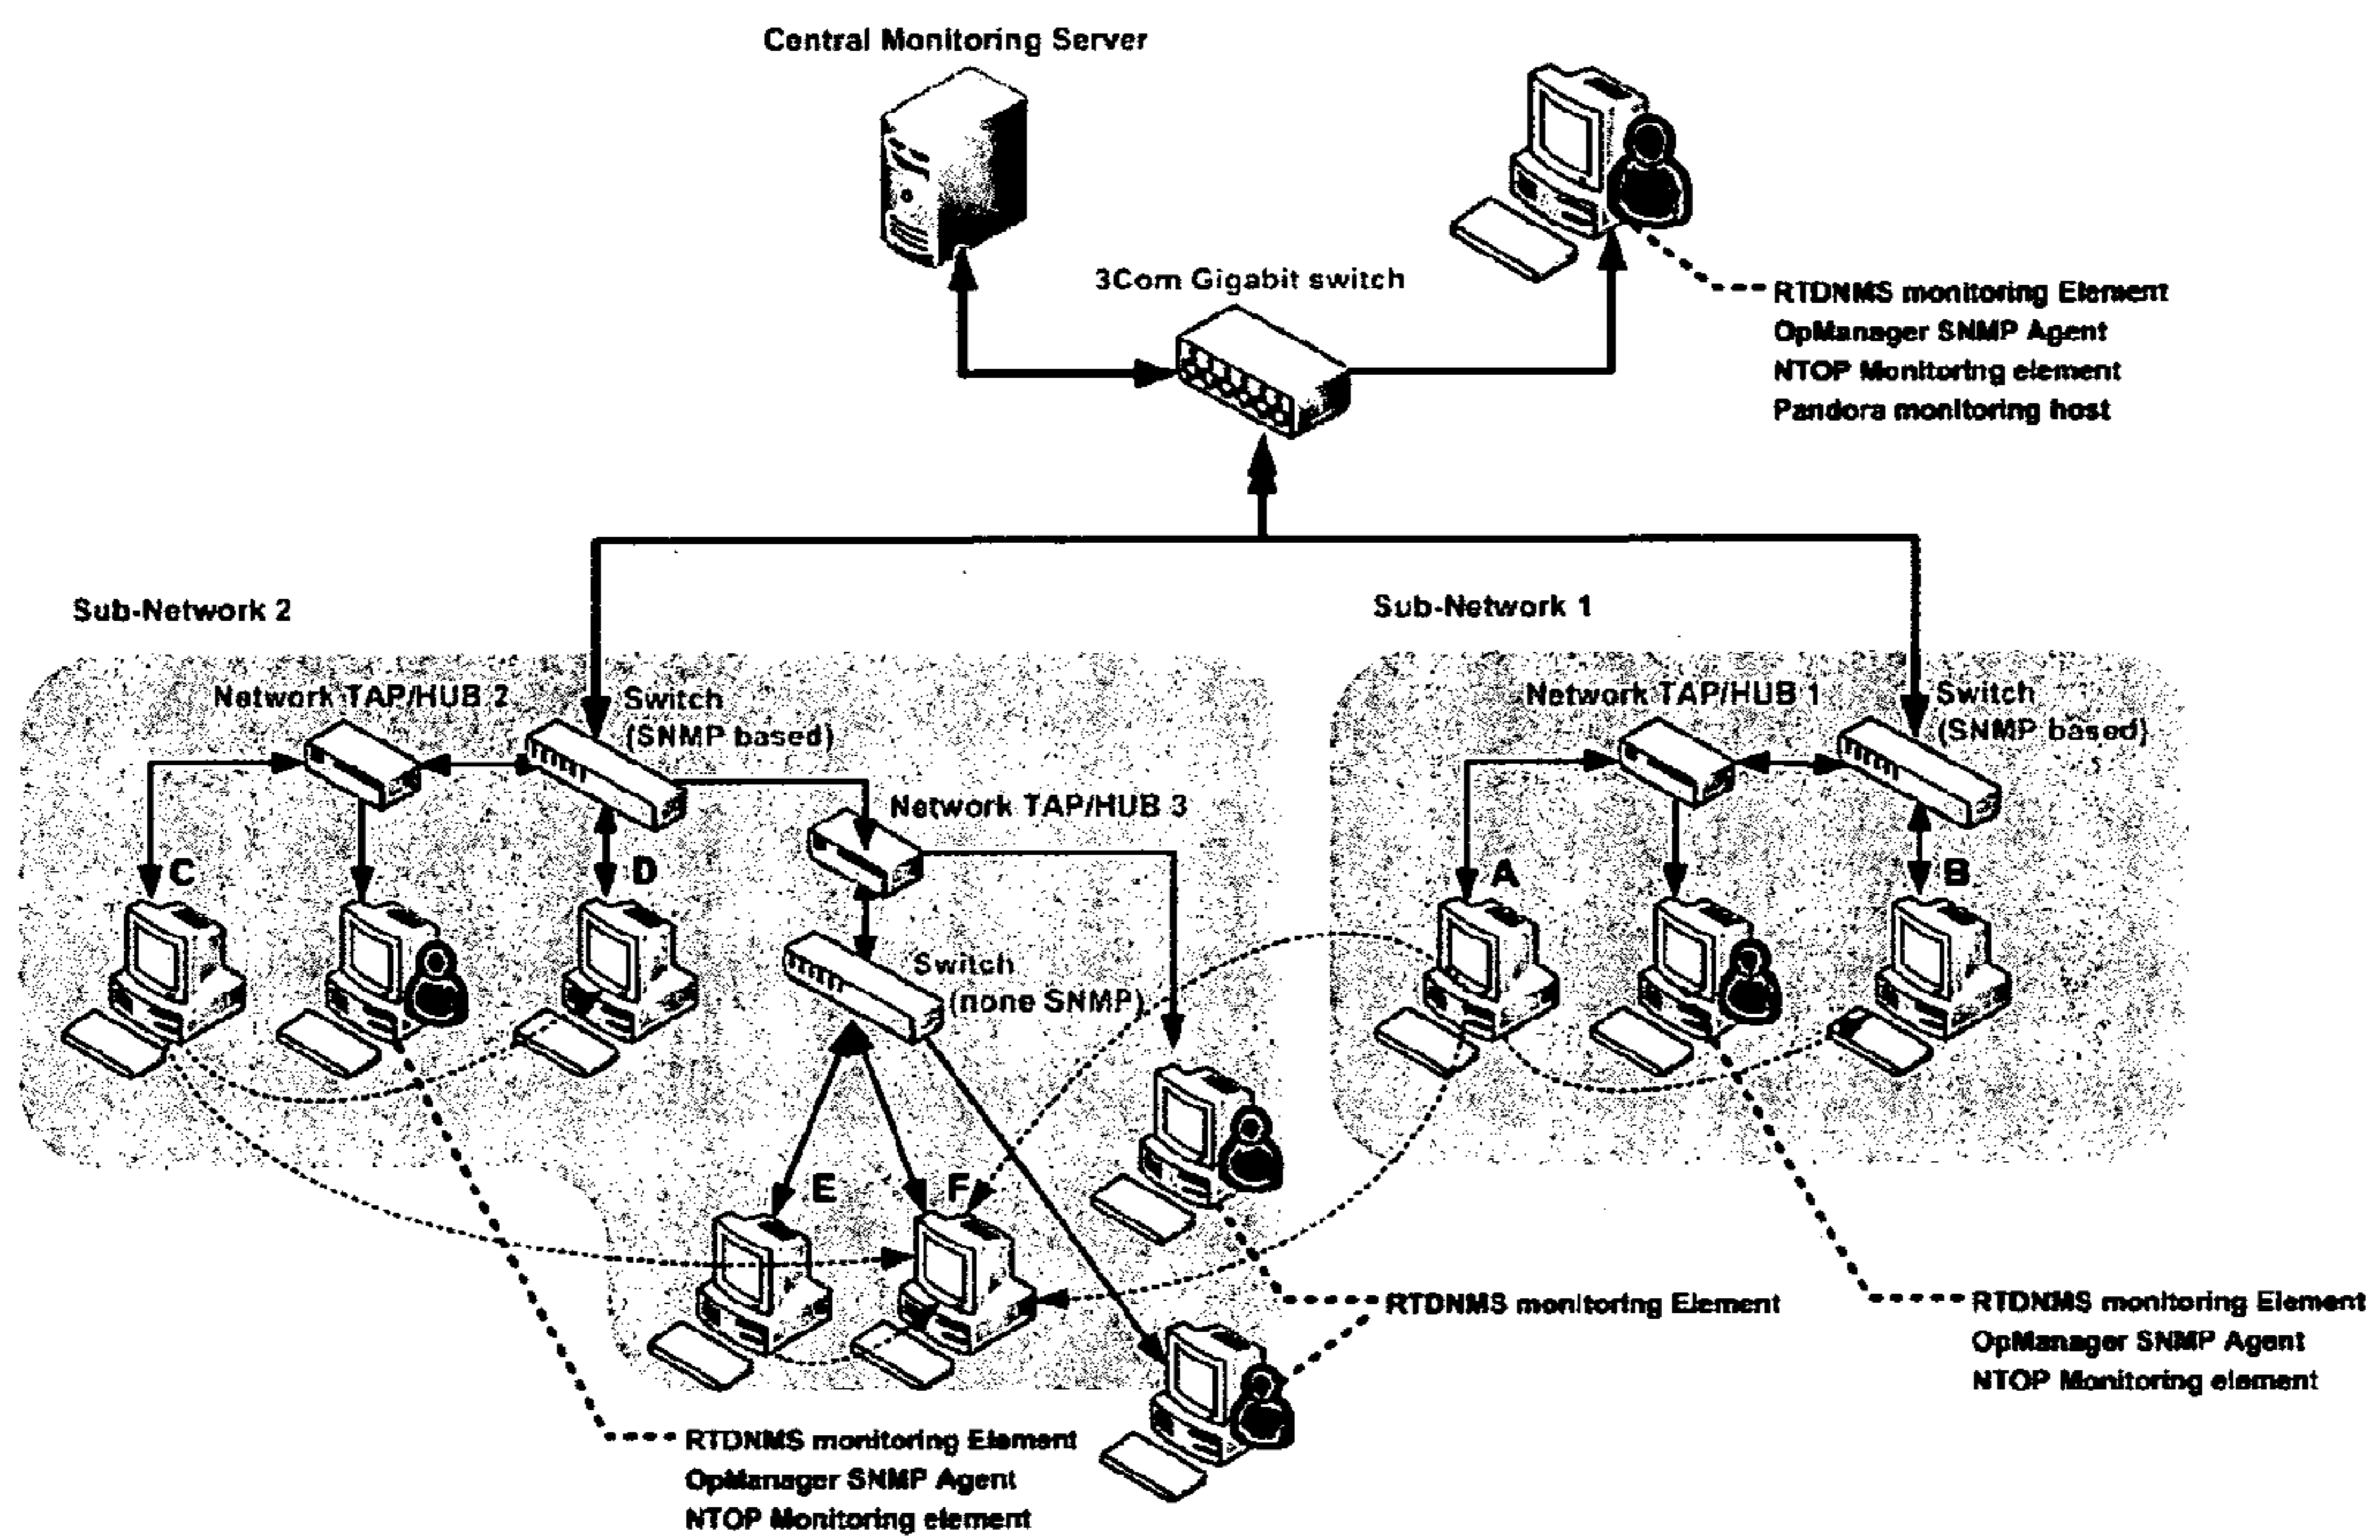 Central Monitoring Server
3Com Gigabit switch
RTDNMS monitoring Element
OpManager SNMP Agent
NTOP Monitoring element
Pandora monitoring host
Sub-Network 2
Sub-Network 1
Network TAP/HUB 2
Switch
(SNMP based)
Network TAP/HUB 1
Switch
(SNMP based)
Network TAP/HUB 3
C
D
A
B
Switch
(none SNMP)
E
F
RTDNMS monitoring Element
RTDNMS monitoring Element
OpManager SNMP Agent
NTOP Monitoring element
RTDNMS monitoring Element
OpManager SNMP Agent
NTOP Monitoring element